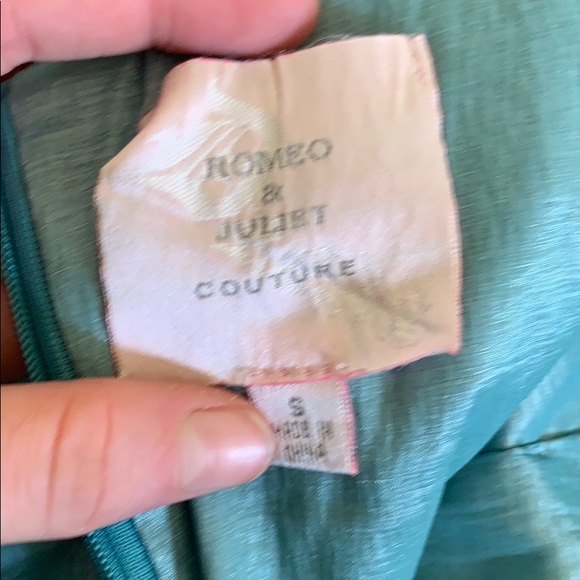 ROMEO
&
JULIET
COUTURE
S
MADE IN
CHINA